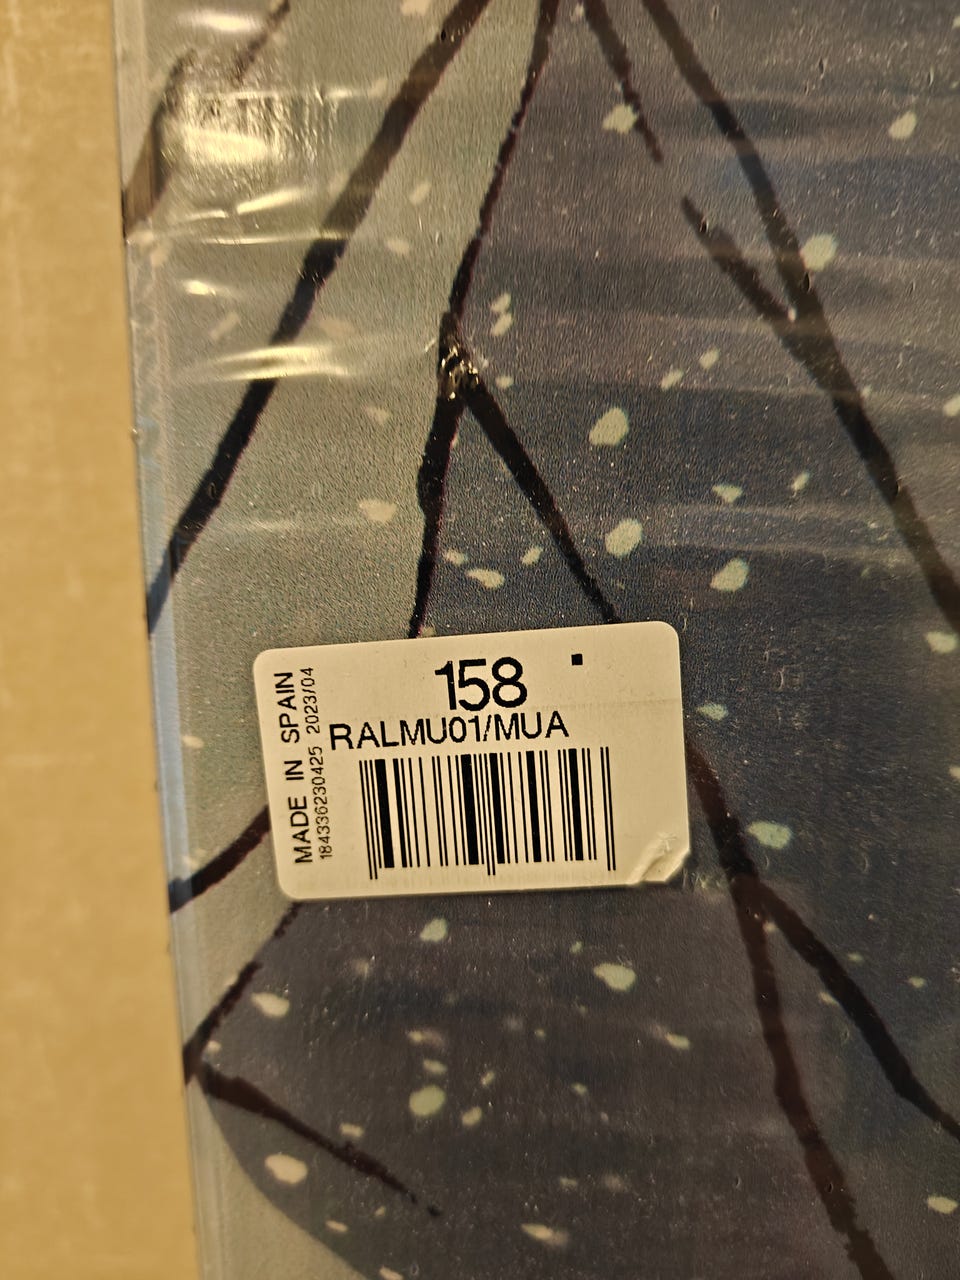 158
RALMU01/MUA
MADE IN SPAIN
184336230425 2023/04